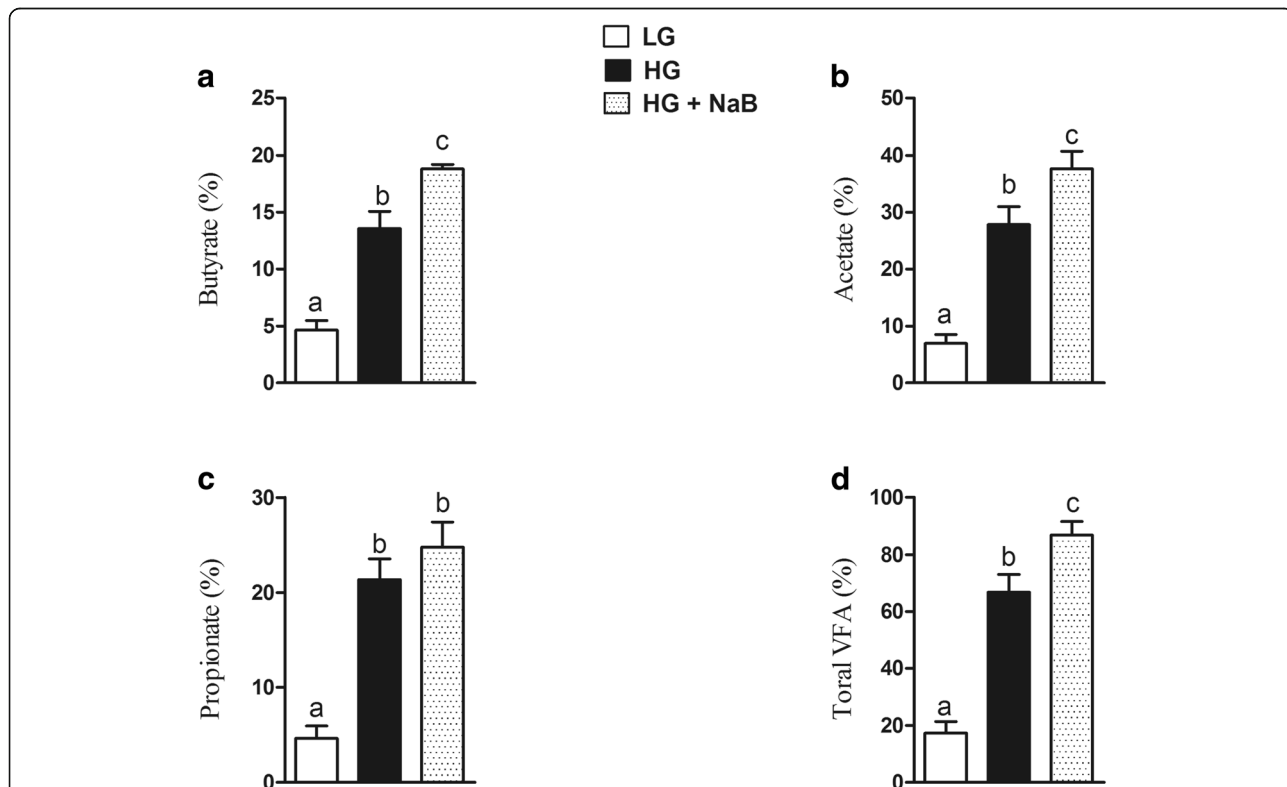 LG
HG
HG + NaB
a
25
20
15
10
5
0
Butyrate (%)
a
b
c
b
50
40
30
20
10
0
Acetate (%)
a
b
c
c
30
20
10
0
Propionate (%)
a
b
b
d
100
80
60
40
20
0
Toral VFA (%)
a
b
c